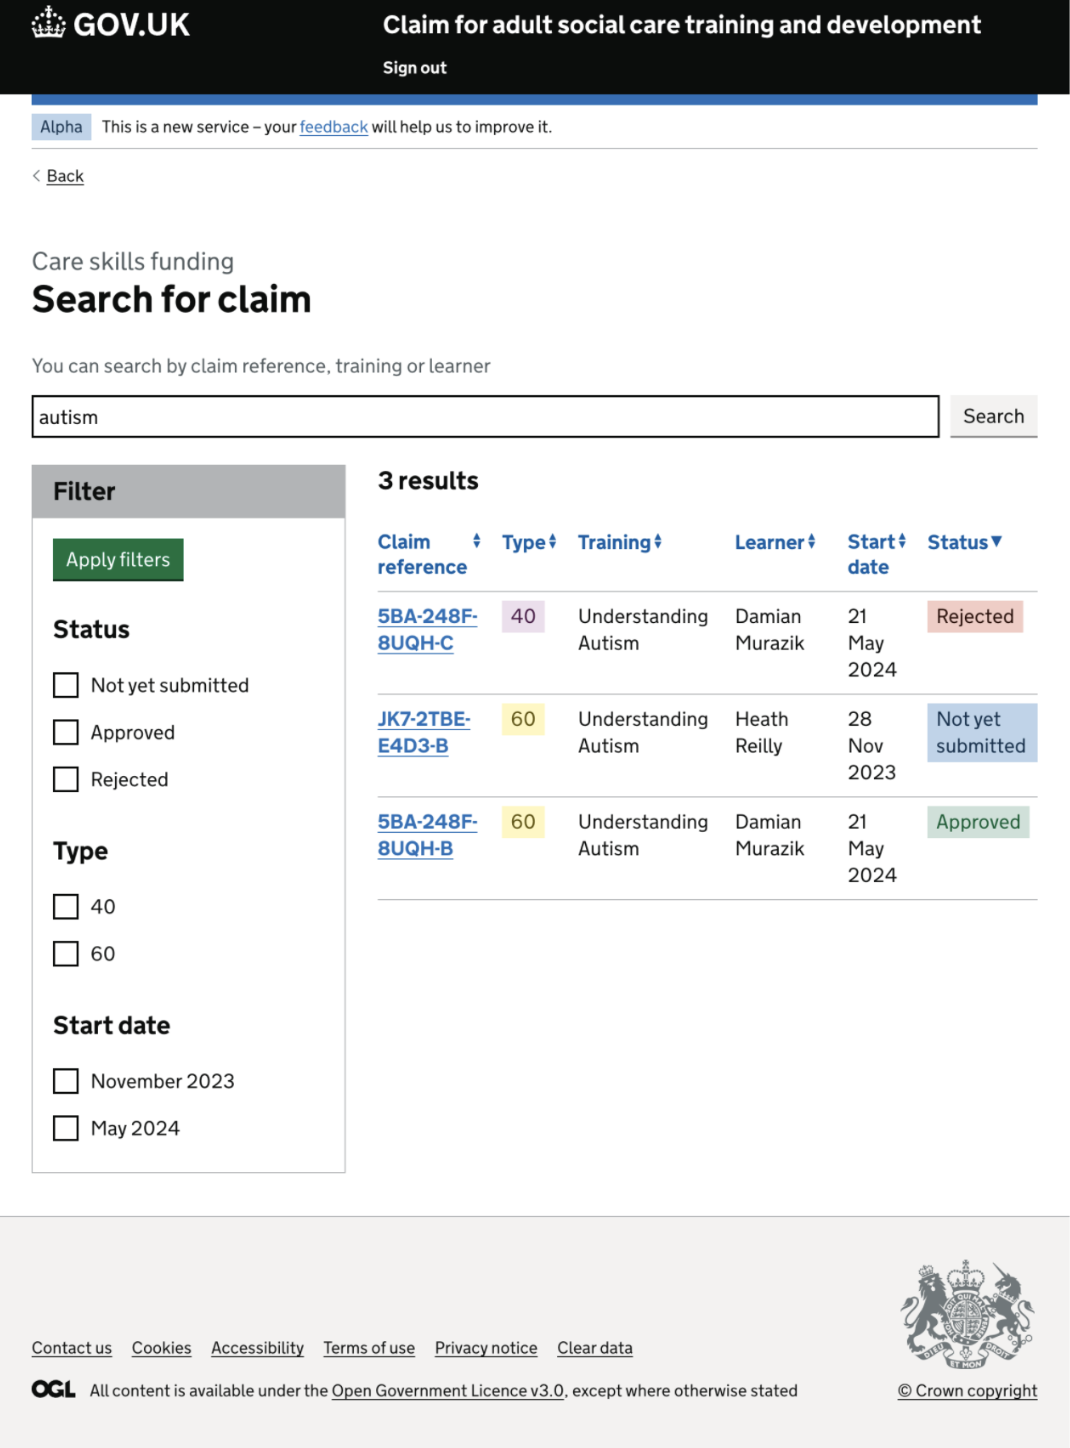 GOV.UK
Claim for adult social care training and development
Sign out
Alpha This is a new service – your feedback will help us to improve it.
Back
Care skills funding
Search for claim
You can search by claim reference, training or learner
autism
Search
Filter
Apply filters
Status
Not yet submitted
Approved
Rejected
Type
40
60
Start date
November 2023
May 2024
3 results
Claim reference Type Training Learner Start date Status
5BA-248F-8UQH-C 40 Understanding Autism Damian Murazik 21 May 2024 Rejected
JK7-2TBE-E4D3-B 60 Understanding Autism Heath Reilly 28 Nov 2023 Not yet submitted
5BA-248F-8UQH-B 60 Understanding Autism Damian Murazik 21 May 2024 Approved
Contact us Cookies Accessibility Terms of use Privacy notice Clear data
OGL All content is available under the Open Government Licence v3.0, except where otherwise stated
DIEU ET MON DROIT
© Crown copyright